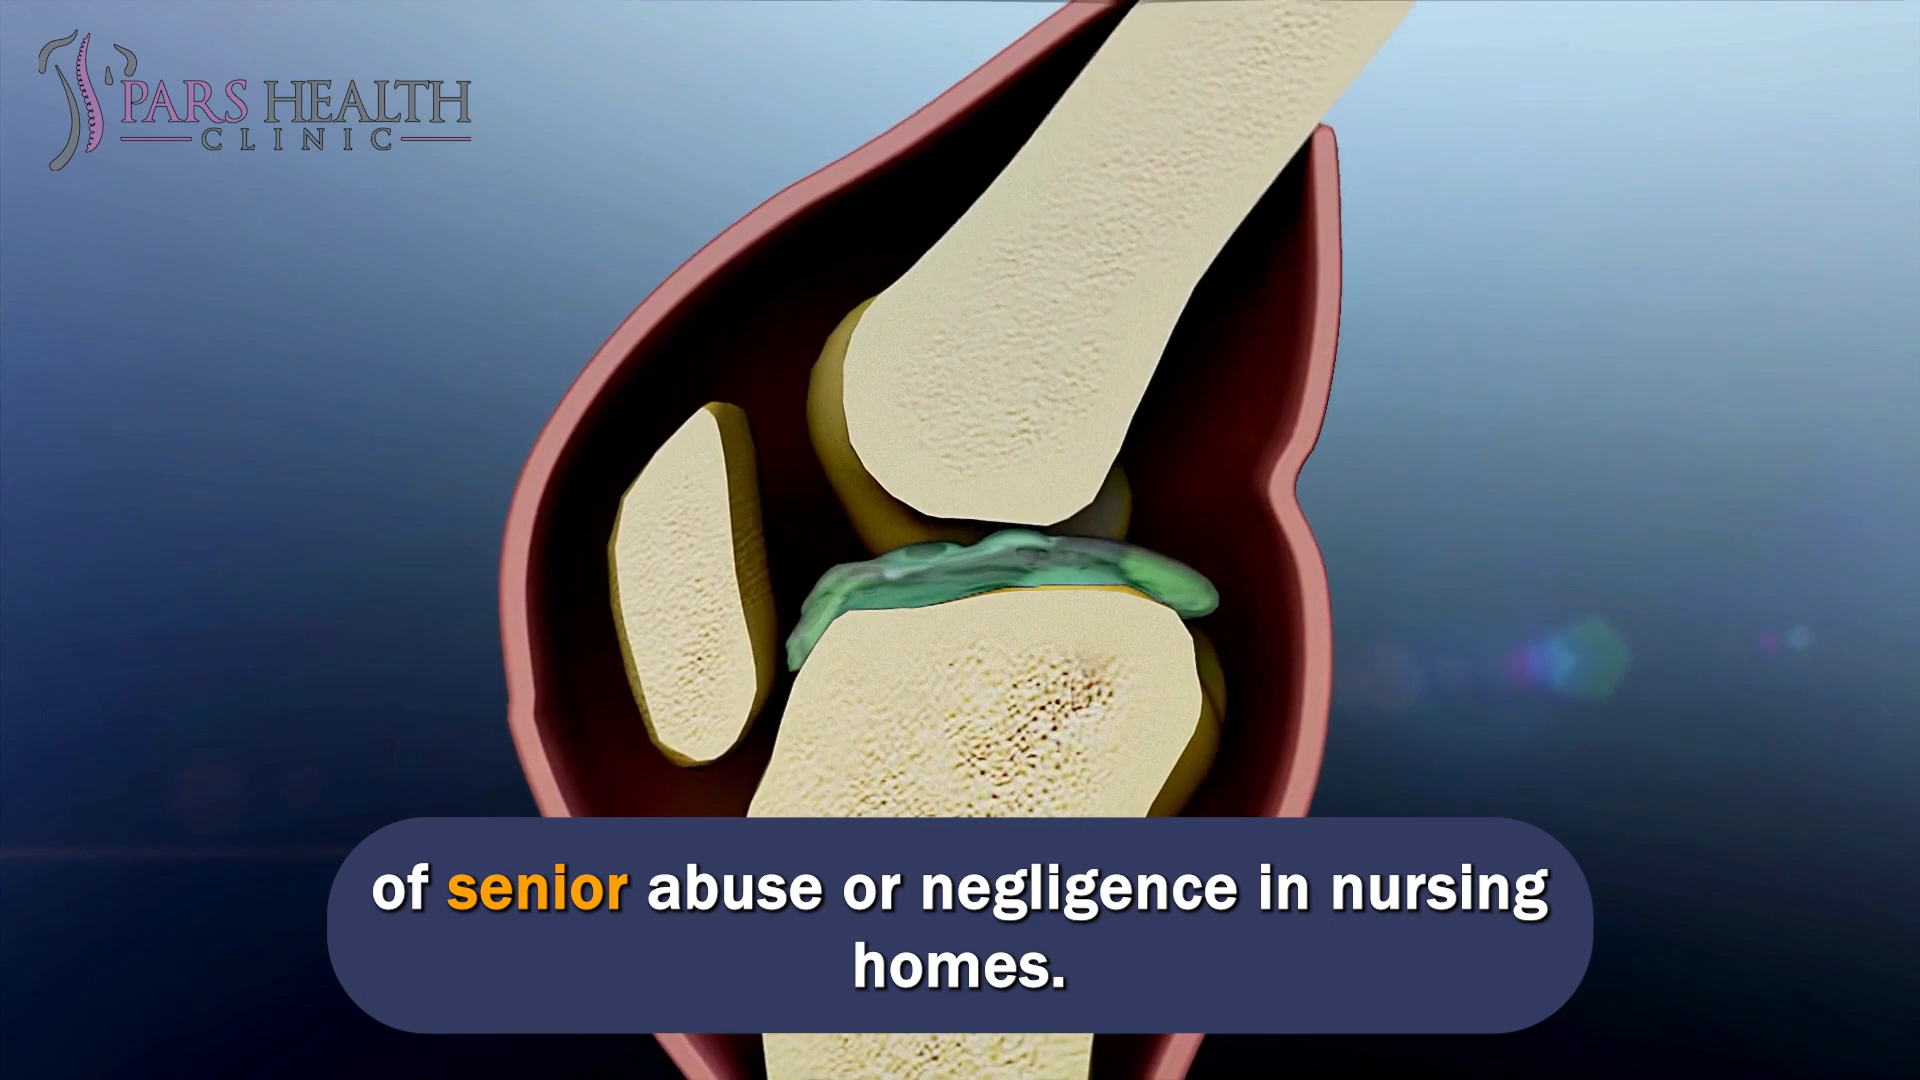 PARS HEALTH
CLINIC
of senior abuse or negligence in nursing
homes.